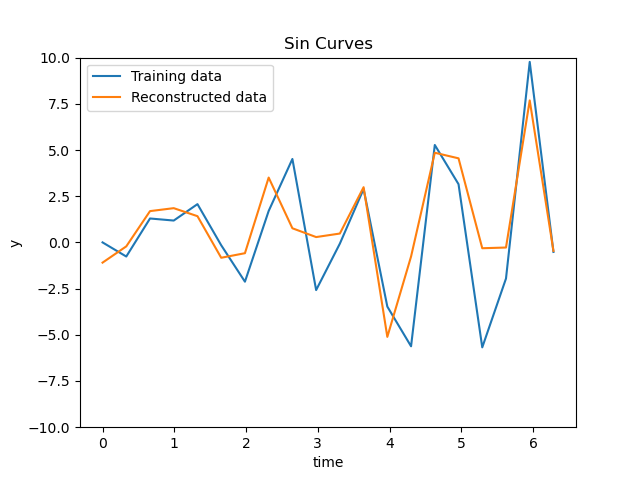 Sin Curves
Training data
Reconstructed data
10.0
7.5
5.0
2.5
0.0
−2.5
−5.0
−7.5
−10.0
y
0 1 2 3 4 5 6
time